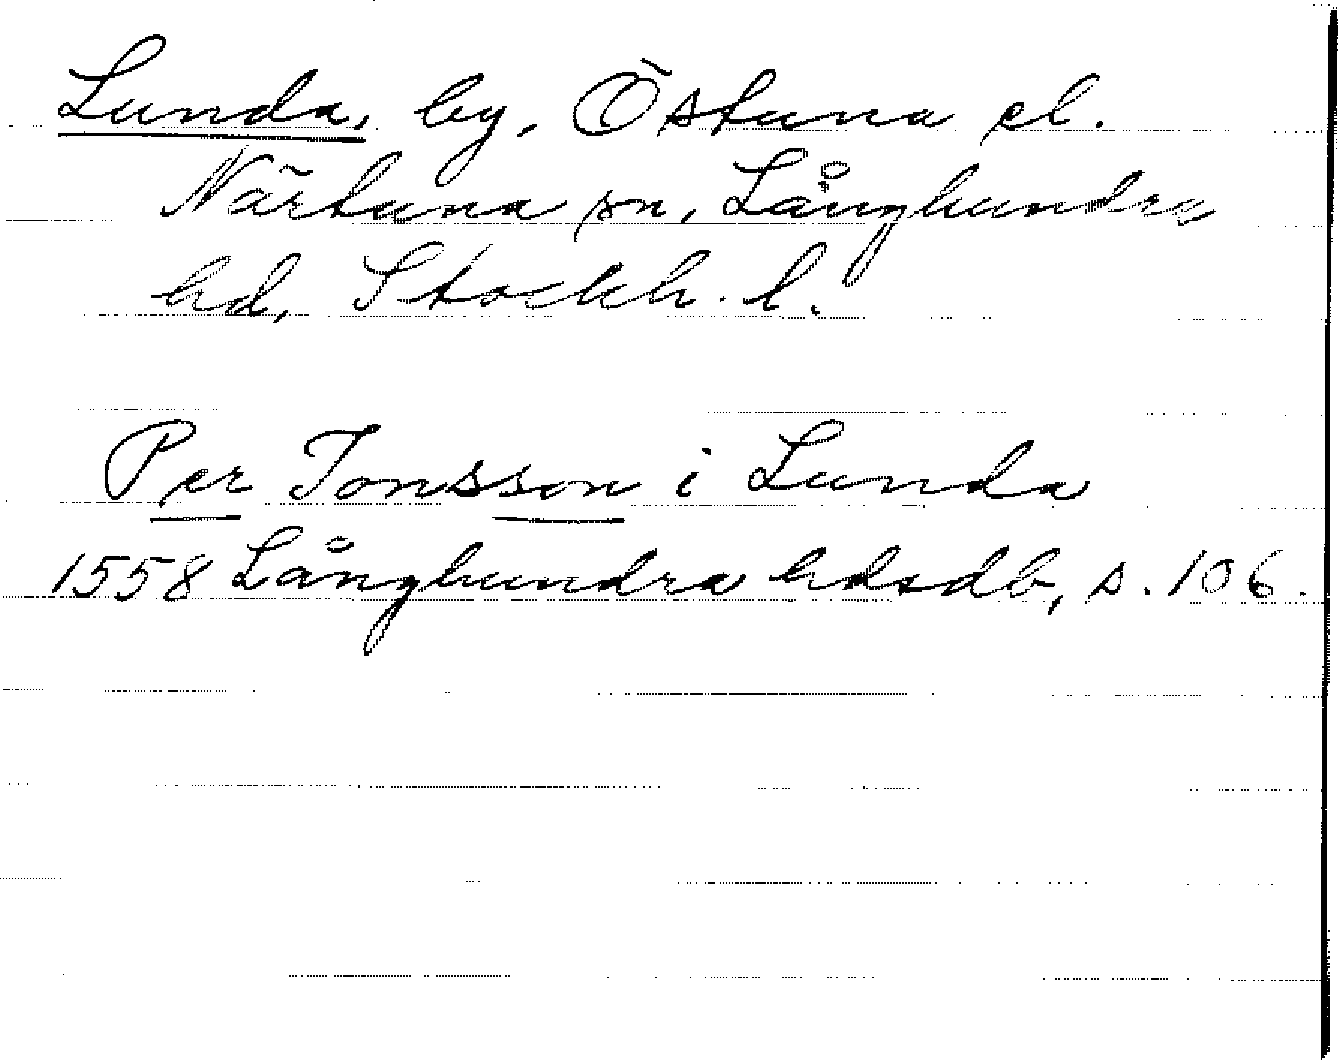 Lunda, by, Östuna el.
Närtuna sn, Långhundra
hd, Stockh. l.
Per Jonsson i Lunda
1558 Långhundra hdsdb, s. 106.